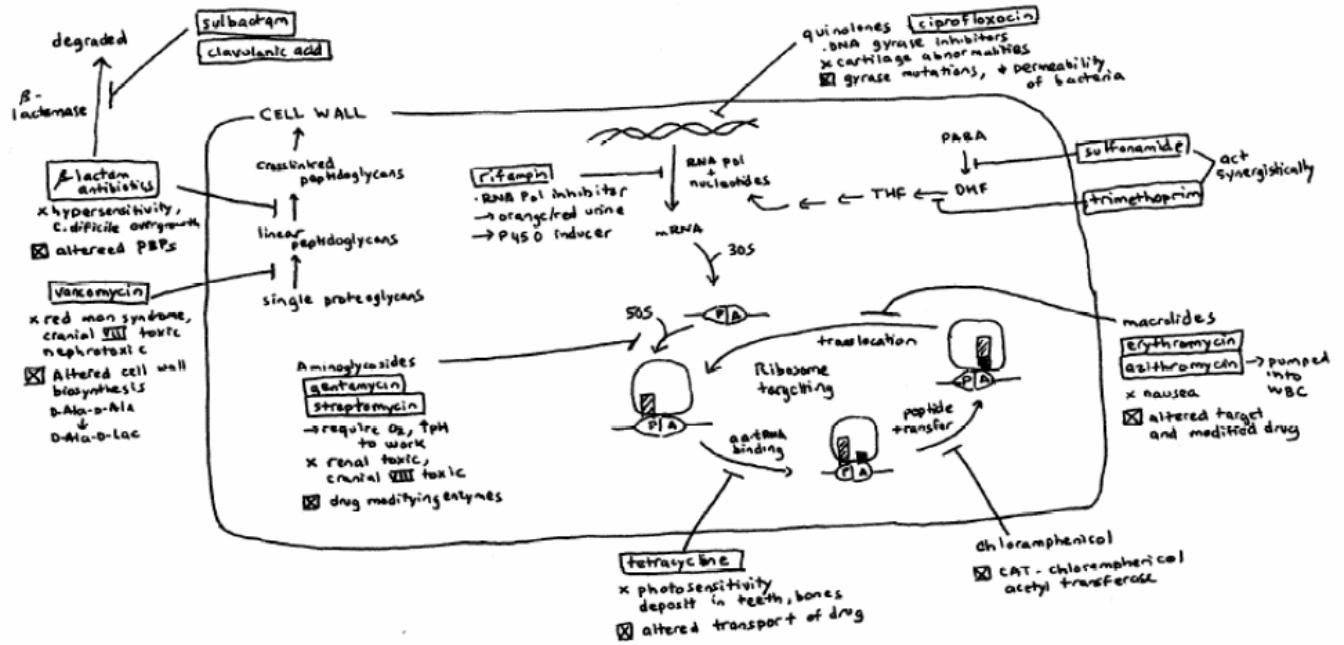 degraded
sulbactam
clavulanic acid
β-
lactamase
β lactam
antibiotics
x hypersensitivity,
C. difficile overgrowth
☒ altereed PBPs
vancomycin
x red man syndrome,
cranial VIII toxic
nephrotoxic
☒ Altered cell wall
biosynthesis
D-Ala-D-Ala
↓
D-Ala-D-Lac
CELL WALL
crosslinked
peptidoglycans
linear
peptidoglycans
single proteoglycans
quinolones ciprofloxacin
· DNA gyrase inhibitors
x cartilage abnormalities
☒ gyrase mutations, ↓ permeability
of bacteria
rifampin
· RNA Pol inhibitor
→ orange/red urine
→ P450 inducer
RNA pol
+
nucleotides
mRNA
30S
PABA
DHF
THF
sulfonamide
trimethoprim
act
synergistically
50S
P A
Aminoglycosides
gentamycin
streptomycin
→ require O2, ↑pH
to work
x renal toxic,
cranial VIII toxic
☒ drug modifying enzymes
translocation
Ribosome
targetting
P A
P A
aa-tRNA
binding
P A
peptide
transfer
macrolides
erythromycin
azithromycin → pumped
into
WBC
x nausea
☒ altered target
and modified drug
tetracycline
x photosensitivity
deposit in teeth, bones
☒ altered transport of drug
chloramphenicol
☒ CAT - chloramphericol
acetyl transferase